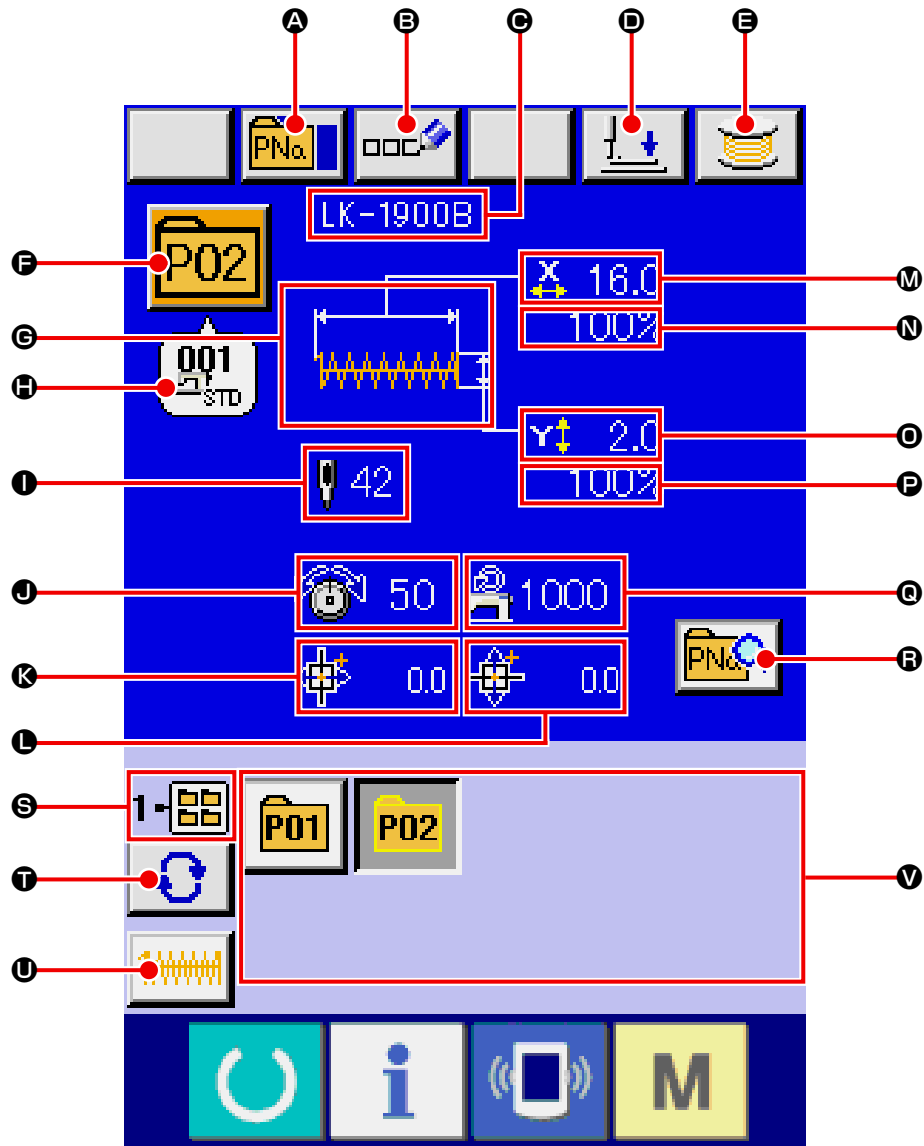 A B C D E
PNo
LK-1900B
F P02
X 16.0 M
G 100% N
001
H STD
Y 2.0 O
I 42 100% P
J 50 1000 Q
PNo R
K 0.0 0.0
L
S 1
P01 P02
T V
U
i M